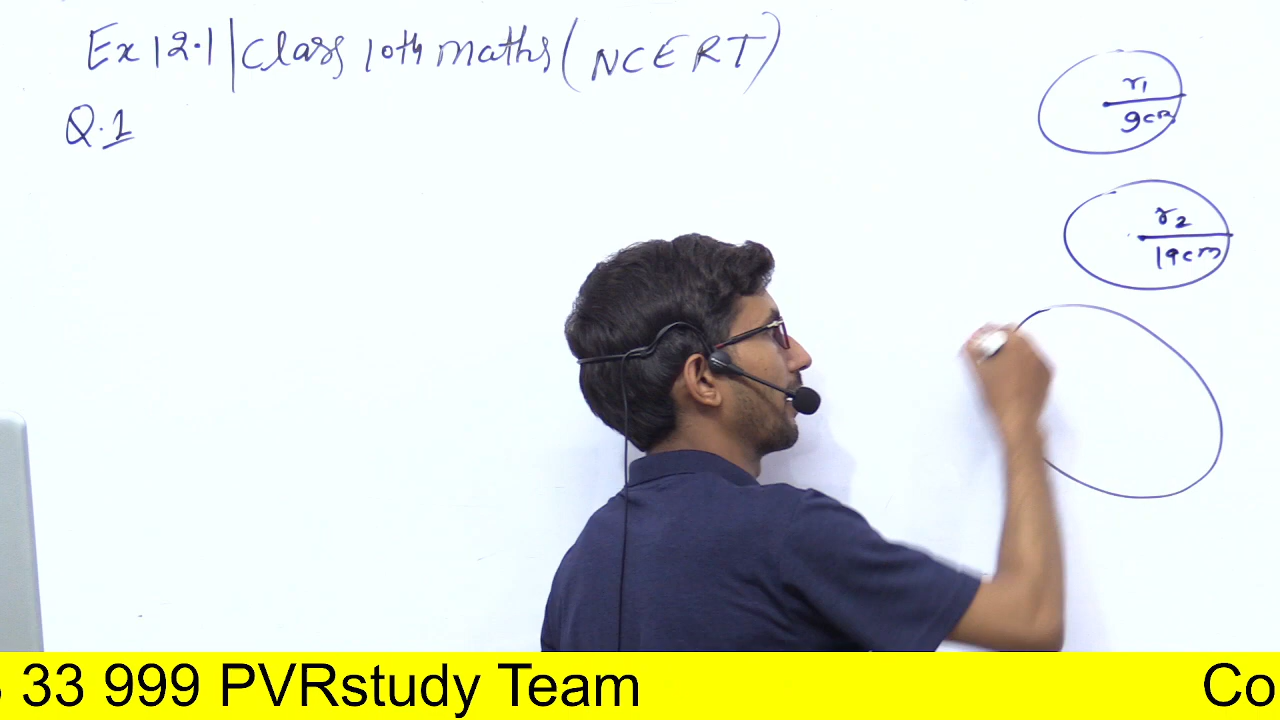 Ex 12.1 | Class 10th maths (NCERT)
Q.1
r1
9cm
r2
19cm
33 999 PVRstudy Team
Co